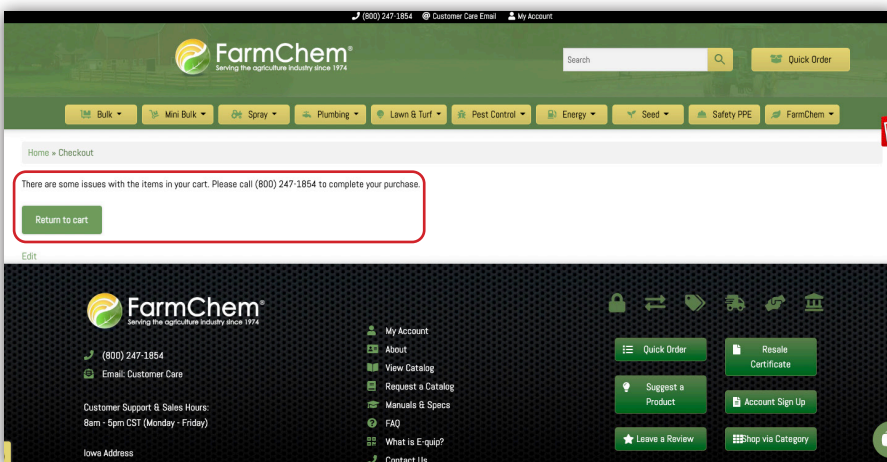 (800) 247-1854 @ Customer Care Email My Account
FarmChem®
Serving the agriculture industry since 1974
Search
Quick Order
Bulk Mini Bulk Spray Plumbing Lawn & Turf Pest Control Energy Seed Safety PPE FarmChem
Home » Checkout
There are some issues with the items in your cart. Please call (800) 247-1854 to complete your purchase.
Return to cart
Edit
FarmChem®
Serving the agriculture industry since 1974
(800) 247-1854
Email: Customer Care
Customer Support & Sales Hours:
8am - 5pm CST (Monday - Friday)
Iowa Address
My Account
About
View Catalog
Request a Catalog
Manuals & Specs
FAQ
What is E-quip?
Contact Us
Quick Order
Resale
Certificate
Suggest a
Product
Account Sign Up
Leave a Review
Shop via Category